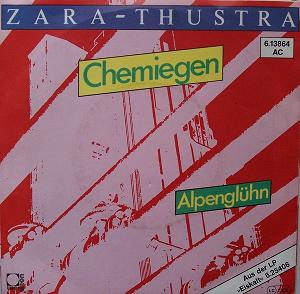 ZARA-THUSTRA
6.13864
AC
Chemiegen
Alpenglühn
Aus der LP
»Eiskalt« 6.25406